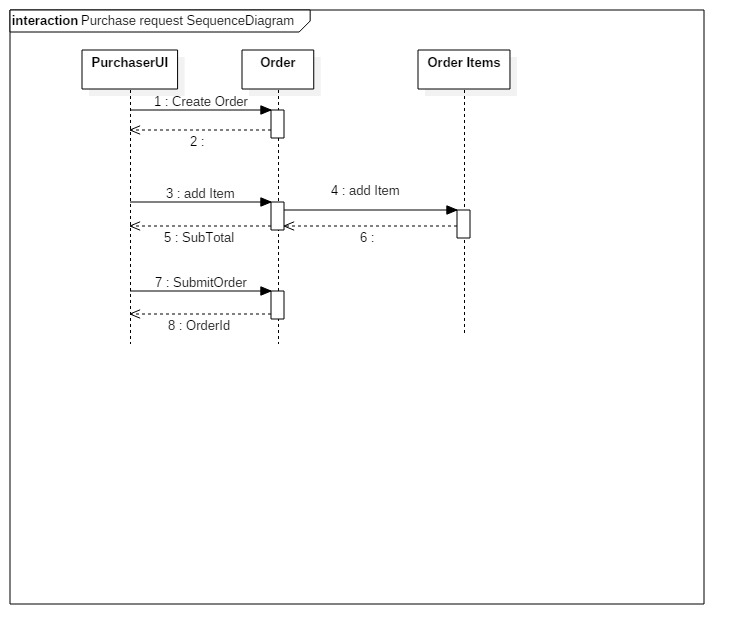 interaction Purchase request SequenceDiagram
PurchaserUI
Order
Order Items
1 : Create Order
2 :
3 : add Item
4 : add Item
5 : SubTotal
6 :
7 : SubmitOrder
8 : OrderId